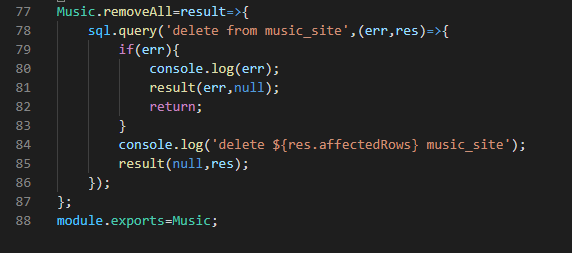 77 Music.removeAll=result=>{
78     sql.query('delete from music_site',(err,res)=>{
79         if(err){
80             console.log(err);
81             result(err,null);
82             return;
83         }
84         console.log('delete ${res.affectedRows} music_site');
85         result(null,res);
86     });
87 };
88 module.exports=Music;